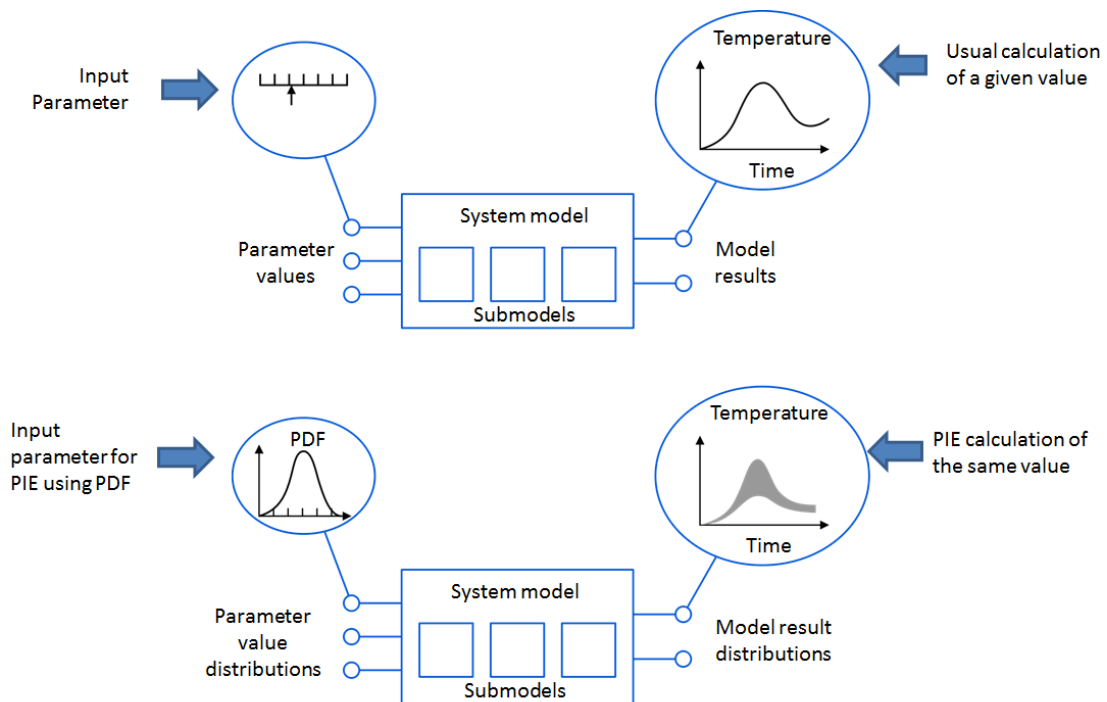 Input
Parameter
Temperature
Time
Usual calculation
of a given value
System model
Submodels
Parameter
values
Model
results
Input
parameter for
PIE using PDF
PDF
Temperature
Time
PIE calculation of
the same value
System model
Submodels
Parameter
value
distributions
Model result
distributions